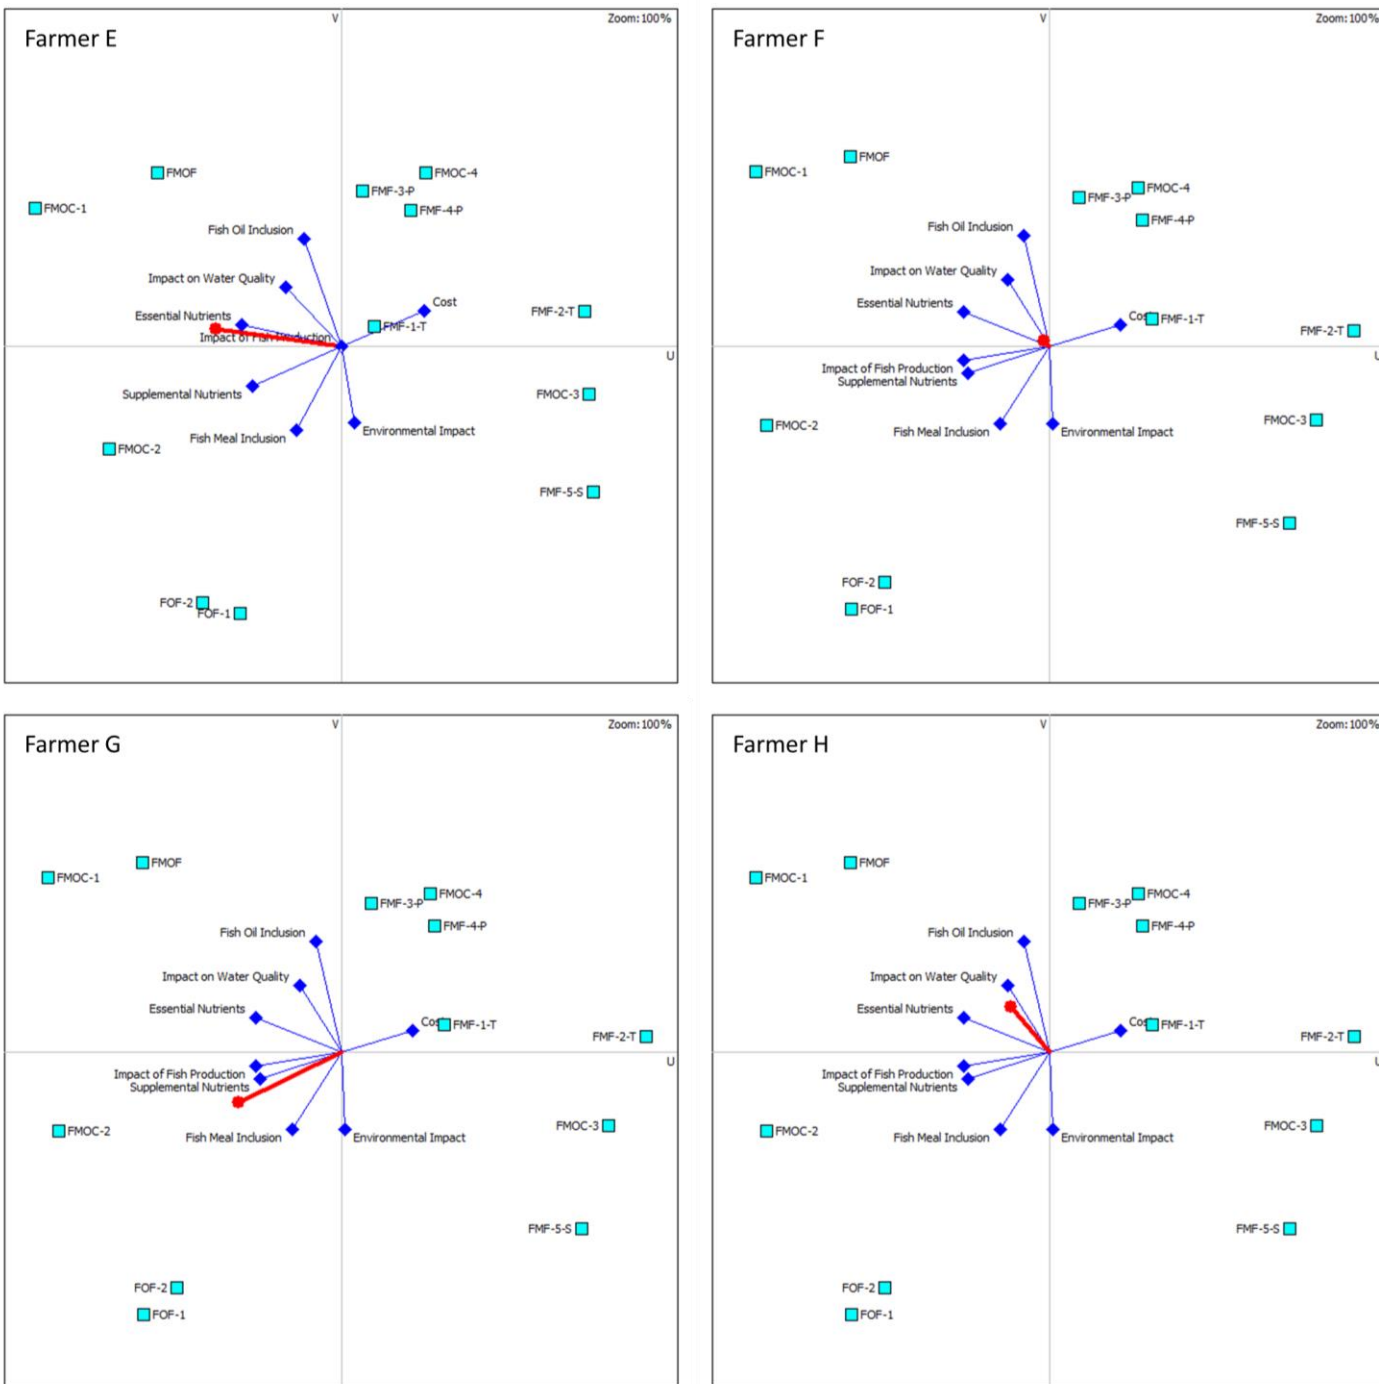 V
Zoom: 100%
Farmer E
FMOF
FMOC-4
FMF-3-P
FMOC-1
FMF-4-P
Fish Oil Inclusion
Impact on Water Quality
Cost
Essential Nutrients
FMF-2-T
FMF-1-T
Impact of Fish Production
U
Supplemental Nutrients
FMOC-3
Environmental Impact
Fish Meal Inclusion
FMOC-2
FMF-5-S
FOF-2
FOF-1
V
Zoom: 100%
Farmer F
FMOF
FMOC-1
FMOC-4
FMF-3-P
FMF-4-P
Fish Oil Inclusion
Impact on Water Quality
Essential Nutrients
Cos
FMF-1-T
FMF-2-T
U
Impact of Fish Production
Supplemental Nutrients
FMOC-3
FMOC-2
Fish Meal Inclusion
Environmental Impact
FMF-5-S
FOF-2
FOF-1
V
Zoom: 100%
Farmer G
FMOF
FMOC-1
FMOC-4
FMF-3-P
FMF-4-P
Fish Oil Inclusion
Impact on Water Quality
Essential Nutrients
Cos
FMF-1-T
FMF-2-T
U
Impact of Fish Production
Supplemental Nutrients
FMOC-3
FMOC-2
Fish Meal Inclusion
Environmental Impact
FMF-5-S
FOF-2
FOF-1
V
Zoom: 100%
Farmer H
FMOF
FMOC-1
FMOC-4
FMF-3-P
FMF-4-P
Fish Oil Inclusion
Impact on Water Quality
Essential Nutrients
Cos
FMF-1-T
FMF-2-T
U
Impact of Fish Production
Supplemental Nutrients
FMOC-3
FMOC-2
Fish Meal Inclusion
Environmental Impact
FMF-5-S
FOF-2
FOF-1